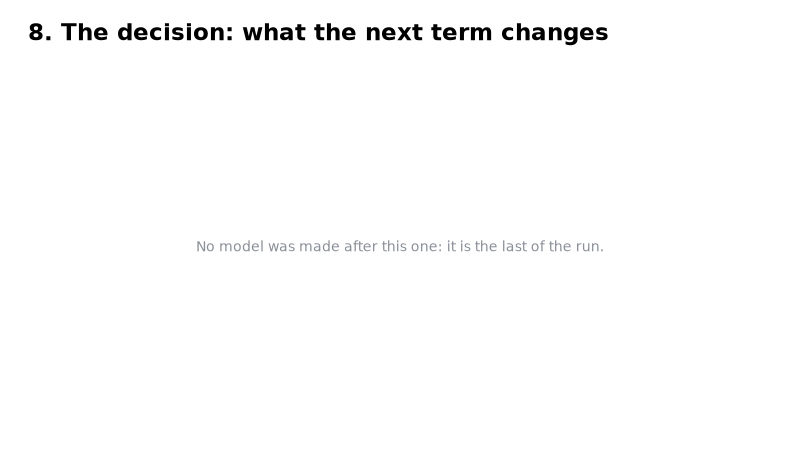 8. The decision: what the next term changes
No model was made after this one: it is the last of the run.